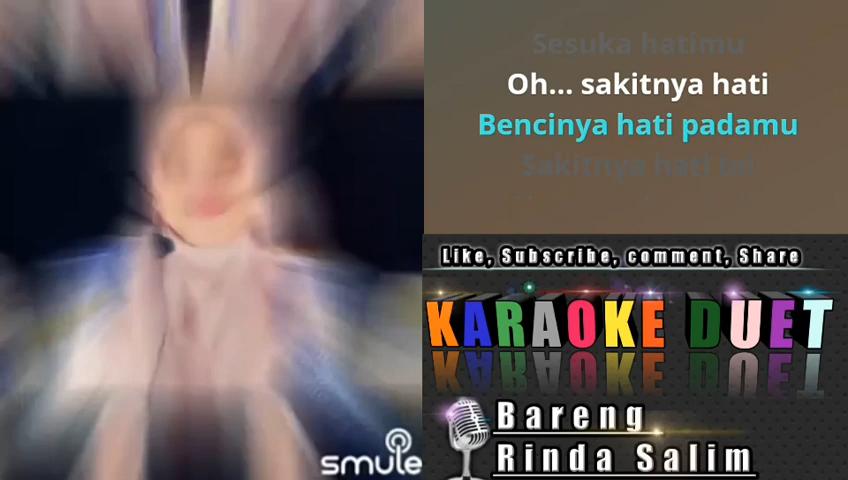 Sesuka hatimu
Oh... sakitnya hati
Bencinya hati padamu
Sakitnya hati ini
Like, Subscribe, comment, Share
KARAOKE DUET
Bareng
Rinda Salim
smule